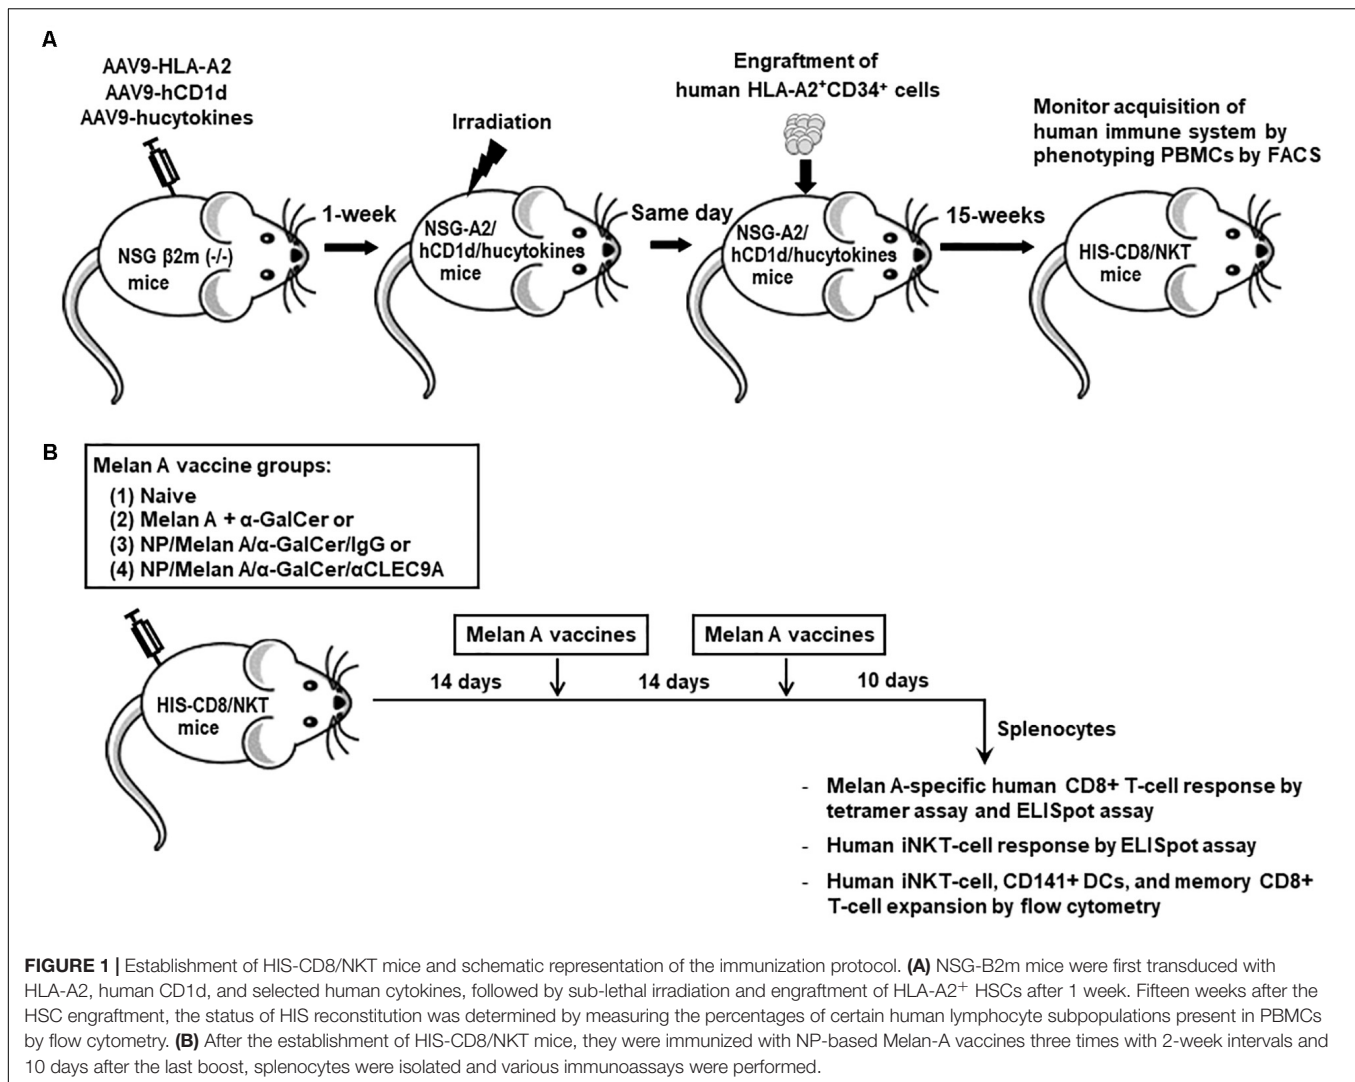 A
AAV9-HLA-A2
AAV9-hCD1d
AAV9-hucytokines
NSG β2m (-/-)
mice
1-week
Irradiation
NSG-A2/
hCD1d/hucytokines
mice
Same day
Engraftment of
human HLA-A2⁺CD34⁺ cells
NSG-A2/
hCD1d/hucytokines
mice
15-weeks
Monitor acquisition of
human immune system by
phenotyping PBMCs by FACS
HIS-CD8/NKT
mice
B
Melan A vaccine groups:
(1) Naive
(2) Melan A + α-GalCer or
(3) NP/Melan A/α-GalCer/IgG or
(4) NP/Melan A/α-GalCer/αCLEC9A
HIS-CD8/NKT
mice
14 days
Melan A vaccines
14 days
Melan A vaccines
10 days
Splenocytes
- Melan A-specific human CD8+ T-cell response by
tetramer assay and ELISpot assay
- Human iNKT-cell response by ELISpot assay
- Human iNKT-cell, CD141+ DCs, and memory CD8+
T-cell expansion by flow cytometry
FIGURE 1 | Establishment of HIS-CD8/NKT mice and schematic representation of the immunization protocol. (A) NSG-B2m mice were first transduced with
HLA-A2, human CD1d, and selected human cytokines, followed by sub-lethal irradiation and engraftment of HLA-A2⁺ HSCs after 1 week. Fifteen weeks after the
HSC engraftment, the status of HIS reconstitution was determined by measuring the percentages of certain human lymphocyte subpopulations present in PBMCs
by flow cytometry. (B) After the establishment of HIS-CD8/NKT mice, they were immunized with NP-based Melan-A vaccines three times with 2-week intervals and
10 days after the last boost, splenocytes were isolated and various immunoassays were performed.